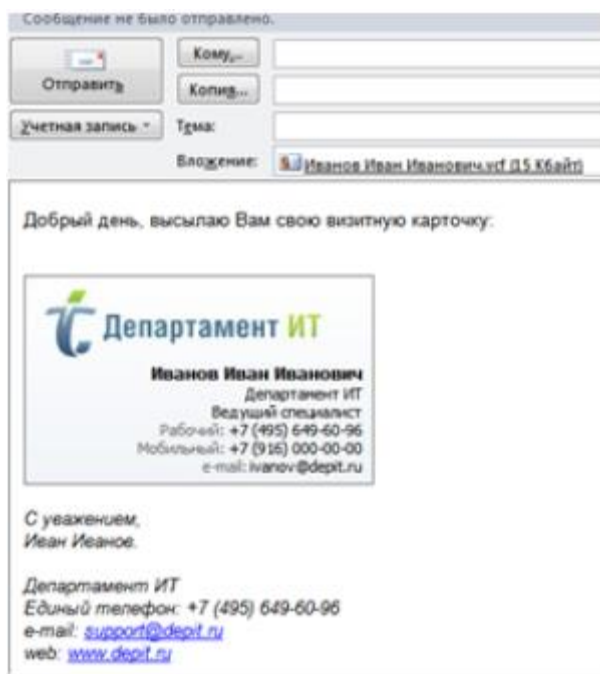 Сообщение не было отправлено.
Отправить
Кому...
Копия...
Учетная запись
Тема:
Вложение:
Иванов Иван Иванович.vcf (15 Кбайт)
Добрый день, высылаю Вам свою визитную карточку:
Департамент ИТ
Иванов Иван Иванович
Департамент ИТ
Ведущий специалист
Рабочий: +7 (495) 649-60-96
Мобильный: +7 (916) 000-00-00
e-mail: ivanov@depit.ru
С уважением,
Иван Иванов.
Департамент ИТ
Единый телефон: +7 (495) 649-60-96
e-mail: support@depit.ru
web: www.depit.ru